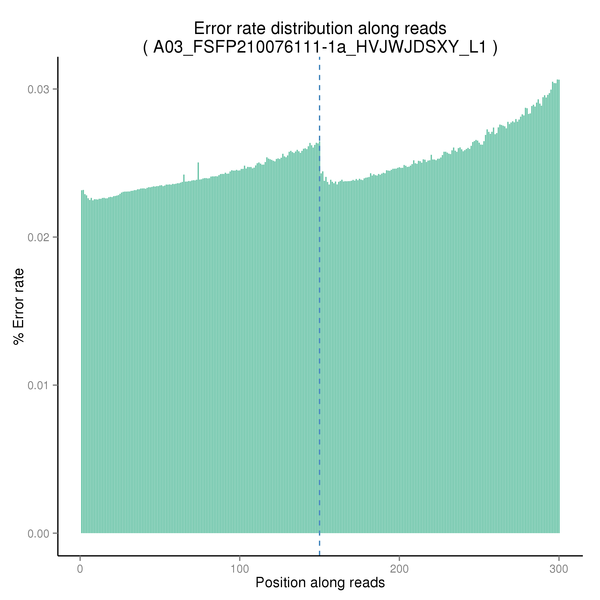 Error rate distribution along reads
( A03_FSFP210076111-1a_HVJWJDSXY_L1 )
% Error rate
0.03
0.02
0.01
0.00
0 100 200 300
Position along reads